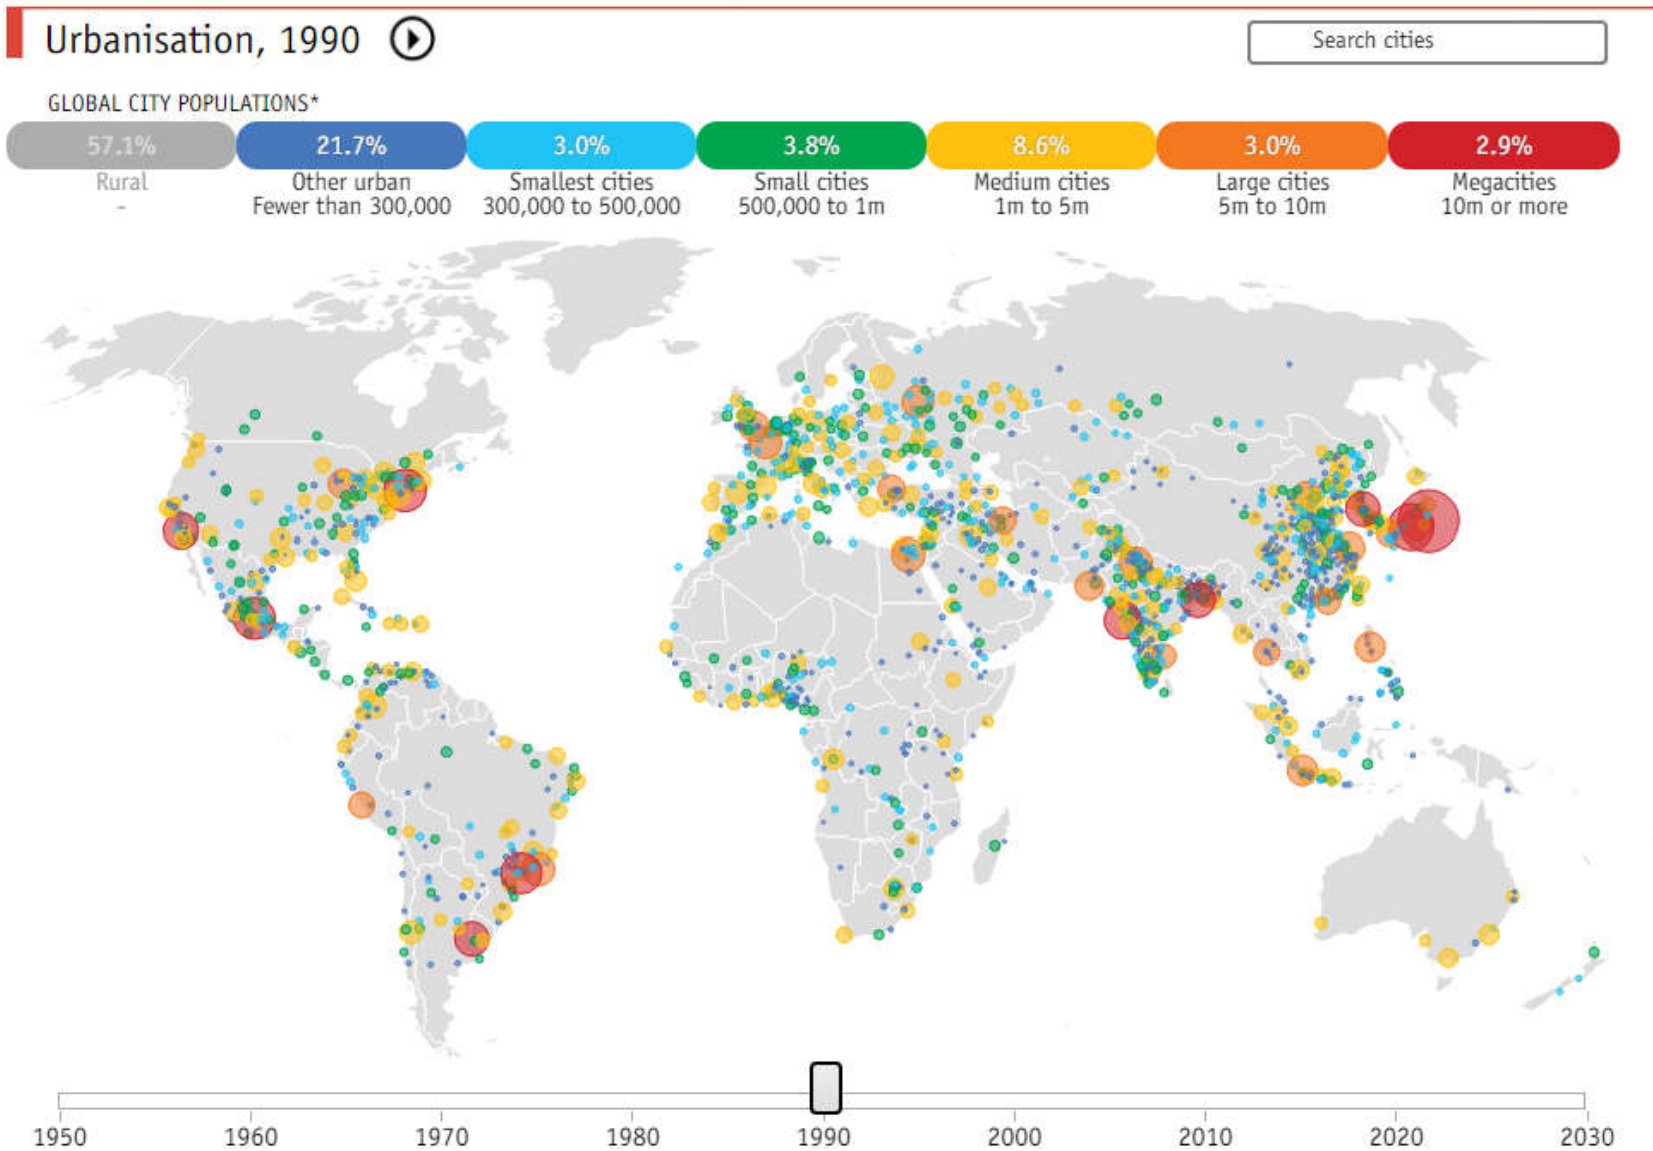 Urbanisation, 1990
Search cities
GLOBAL CITY POPULATIONS*
57.1% 21.7% 3.0% 3.8% 8.6% 3.0% 2.9%
Rural Other urban Smallest cities Small cities Medium cities Large cities Megacities
- Fewer than 300,000 300,000 to 500,000 500,000 to 1m 1m to 5m 5m to 10m 10m or more
1950 1960 1970 1980 1990 2000 2010 2020 2030